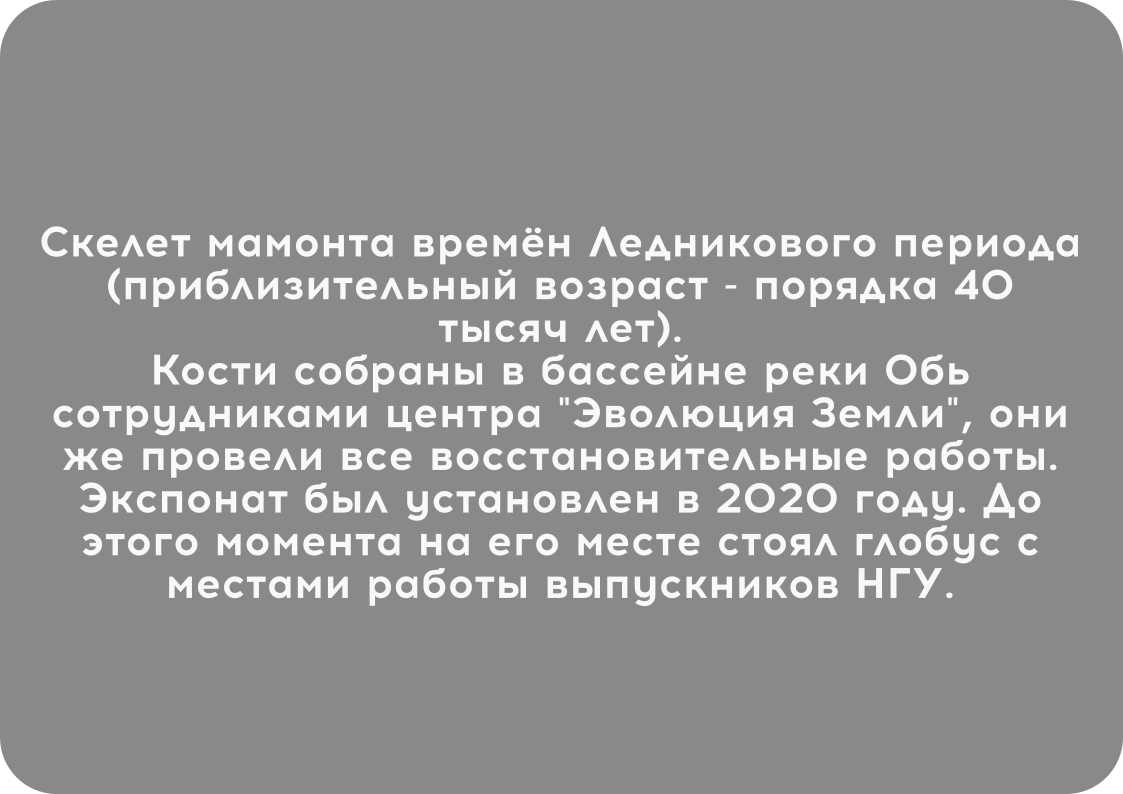 Скелет мамонта времён Ледникового периода
(приблизительный возраст - порядка 40
тысяч лет).
Кости собраны в бассейне реки Обь
сотрудниками центра "Эволюция Земли", они
же провели все восстановительные работы.
Экспонат был установлен в 2020 году. До
этого момента на его месте стоял глобус с
местами работы выпускников НГУ.